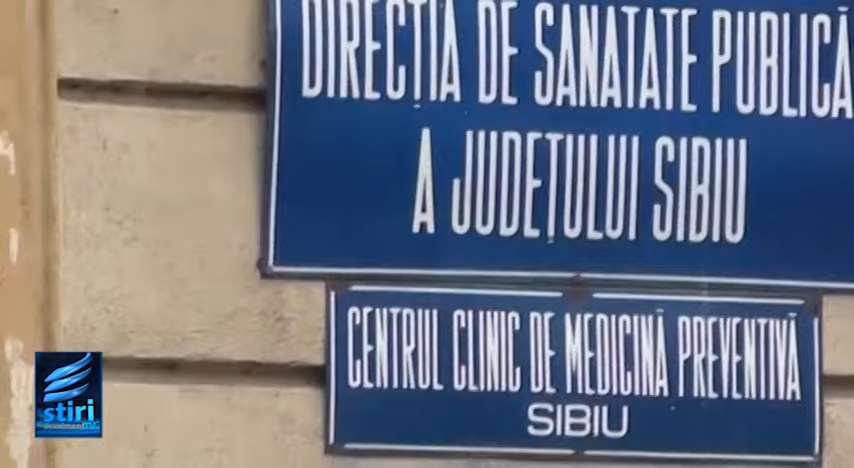 DIRECȚIA DE SANATATE PUBLICĂ
A JUDEȚULUI SIBIU
CENTRUL CLINIC DE MEDICINĂ PREVENTIVĂ
SIBIU
stiri